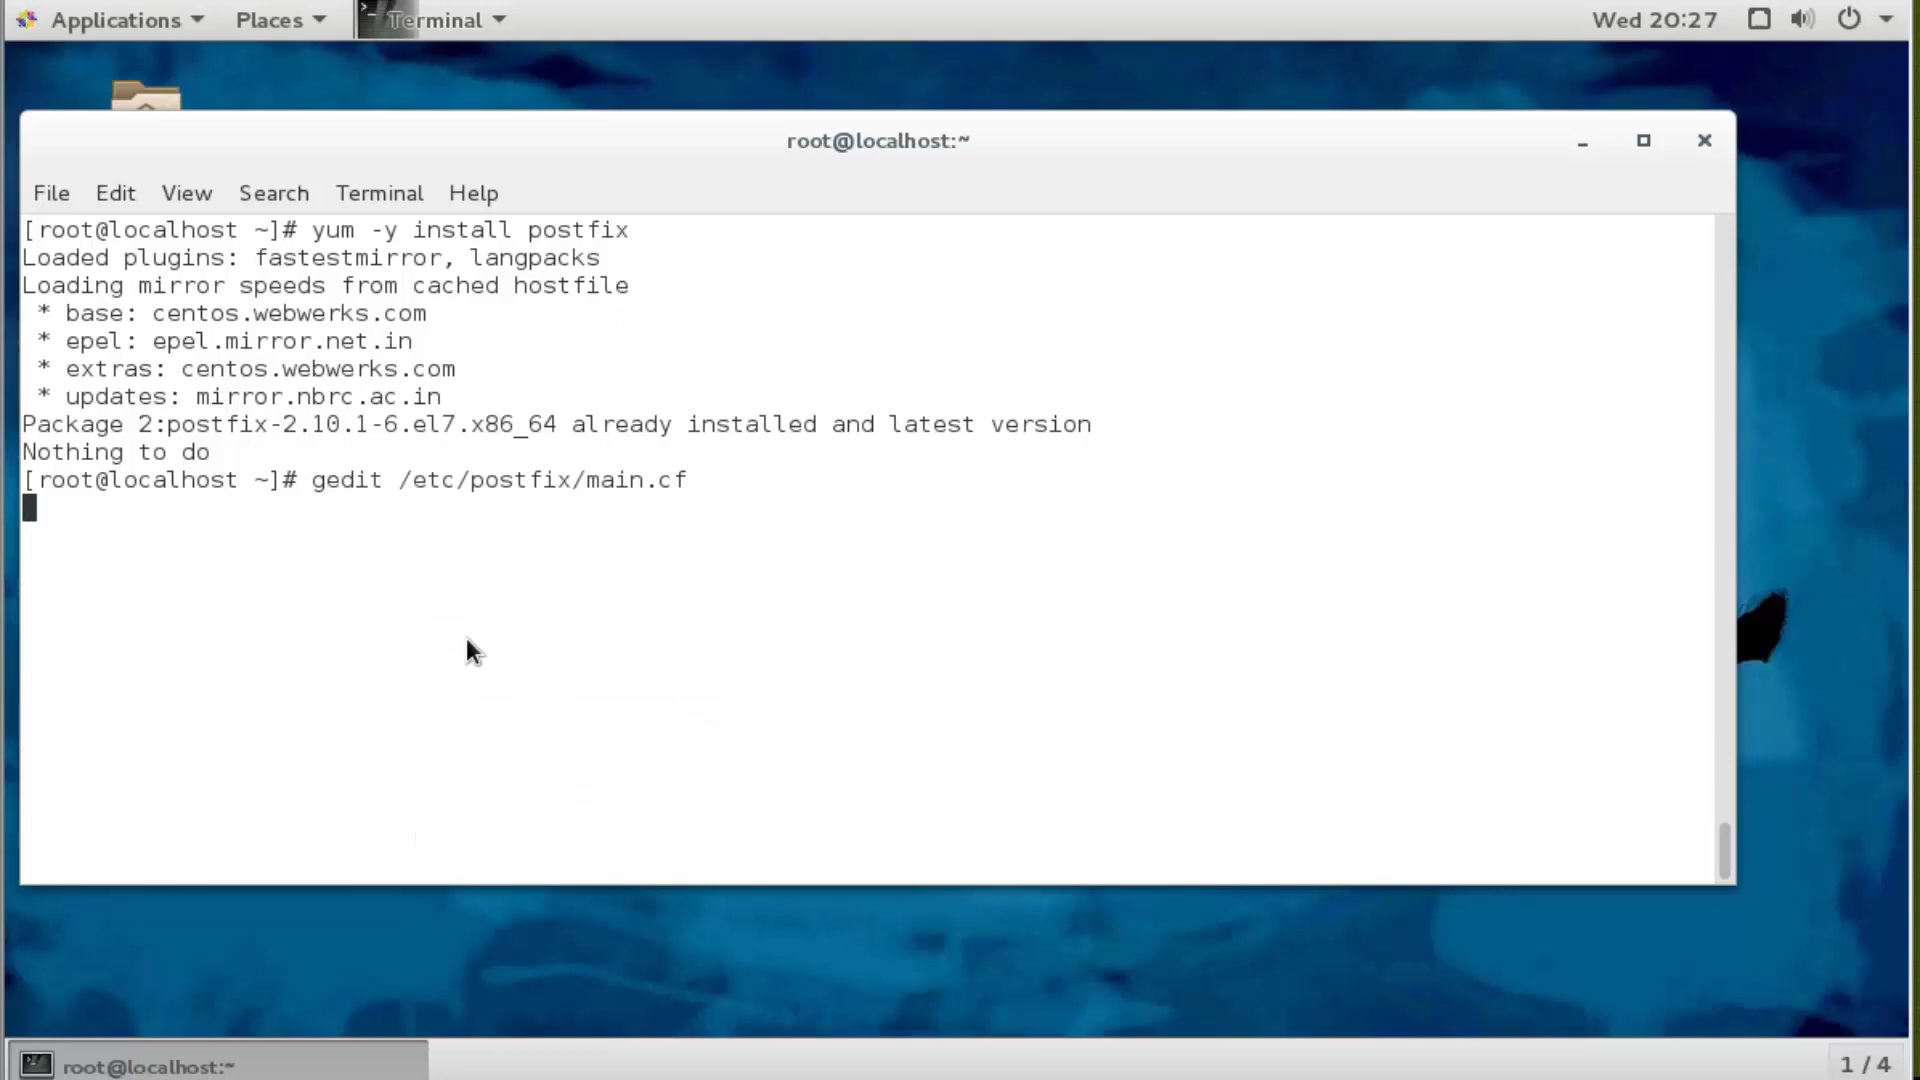 Applications Places Terminal Wed 20:27
root@localhost:~
File Edit View Search Terminal Help
[root@localhost ~]# yum -y install postfix
Loaded plugins: fastestmirror, langpacks
Loading mirror speeds from cached hostfile
* base: centos.webwerks.com
* epel: epel.mirror.net.in
* extras: centos.webwerks.com
* updates: mirror.nbrc.ac.in
Package 2:postfix-2.10.1-6.el7.x86_64 already installed and latest version
Nothing to do
[root@localhost ~]# gedit /etc/postfix/main.cf
root@localhost:~ 1 / 4